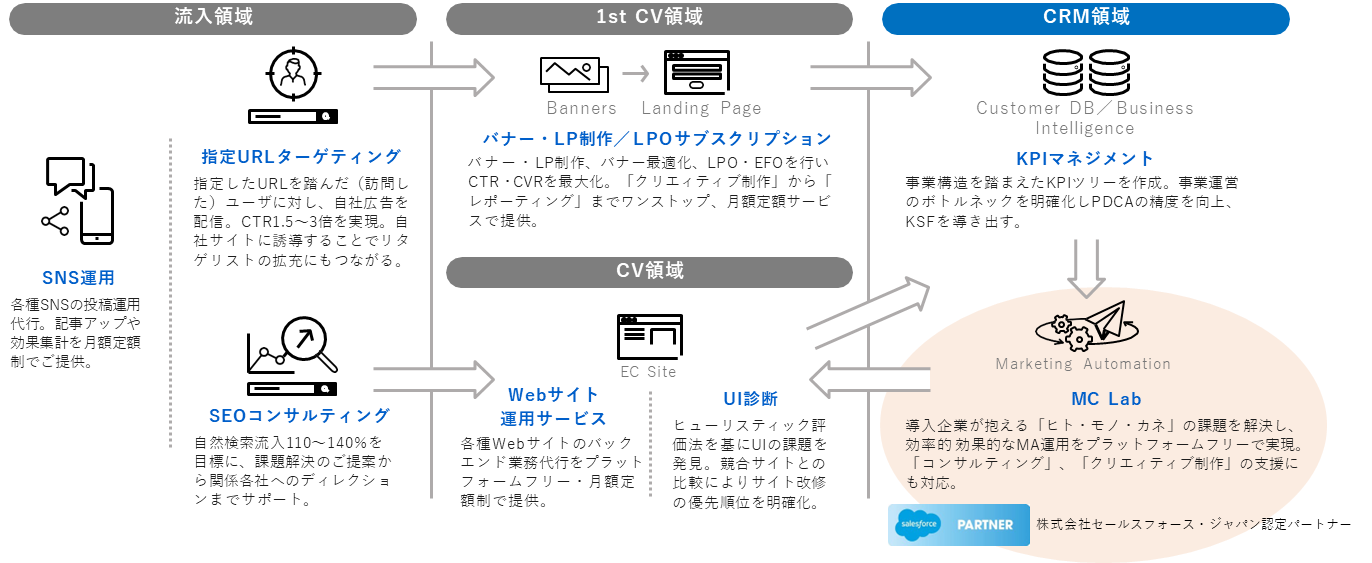 流入領域
SNS運用
各種SNSの投稿運用
代行。記事アップや
効果集計を月額定額
制でご提供。
指定URLターゲティング
指定したURLを踏んだ（訪問し
た）ユーザに対し、自社広告を
配信。CTR1.5〜3倍を実現。自
社サイトに誘導することでリタ
ゲリストの拡充にもつながる。
SEOコンサルティング
自然検索流入110〜140%を
目標に、課題解決のご提案か
ら関係各社へのディレクショ
ンまでサポート。
1st CV領域
Banners
Landing Page
バナー・LP制作／LPOサブスクリプション
バナー・LP制作、バナー最適化、LPO・EFOを行い
CTR・CVRを最大化。「クリエィティブ制作」から「
レポーティング」までワンストップ、月額定額サービ
スで提供。
CV領域
EC Site
Webサイト
運用サービス
各種Webサイトのバック
エンド業務代行をプラット
フォームフリー・月額定
額制で提供。
UI診断
ヒューリスティック評
価法を基にUIの課題を
発見。競合サイトとの
比較によりサイト改修
の優先順位を明確化。
CRM領域
Customer DB／Business
Intelligence
KPIマネジメント
事業構造を踏まえたKPIツリーを作成。事業運営
のボトルネックを明確化しPDCAの精度を向上、
KSFを導き出す。
Marketing Automation
MC Lab
導入企業が抱える「ヒト・モノ・カネ」の課題を解決し、
効率的効果的なMA運用をプラットフォームフリーで実現。
「コンサルティング」、「クリエィティブ制作」の支援に
も対応。
salesforce PARTNER 株式会社セールスフォース・ジャパン認定パートナー